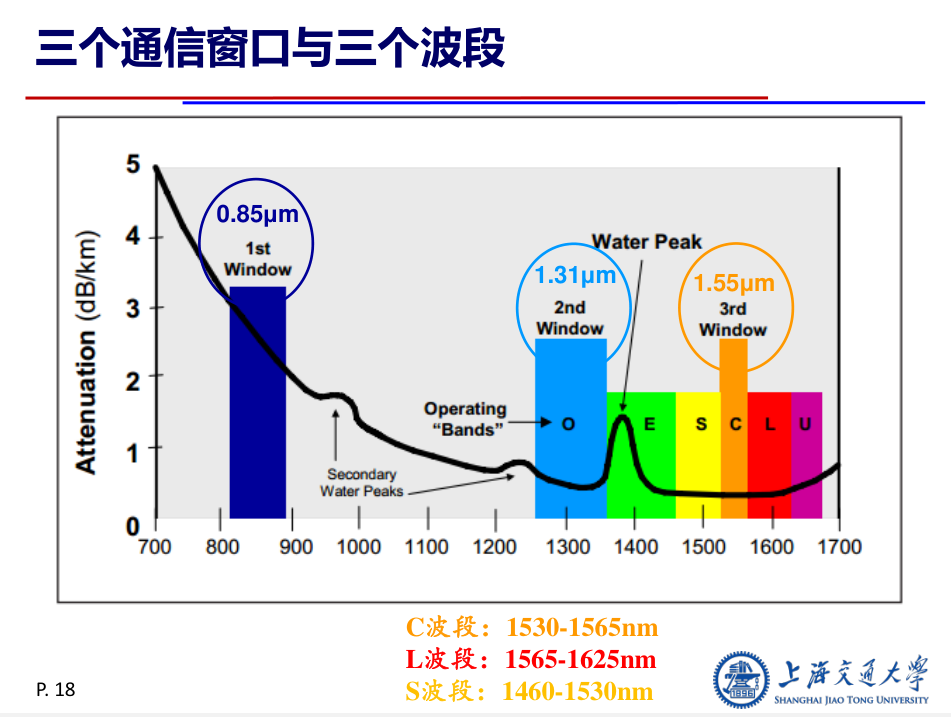 三个通信窗口与三个波段
5
4
3
2
1
0
Attenuation (dB/km)
0.85μm
1st
Window
1.31μm
2nd
Window
Water Peak
1.55μm
3rd
Window
Operating
“Bands”
O
E
S
C
L
U
Secondary
Water Peaks
700 800 900 1000 1100 1200 1300 1400 1500 1600 1700
C波段：1530-1565nm
L波段：1565-1625nm
S波段：1460-1530nm
P. 18
1896
上海交通大学
SHANGHAI JIAO TONG UNIVERSITY